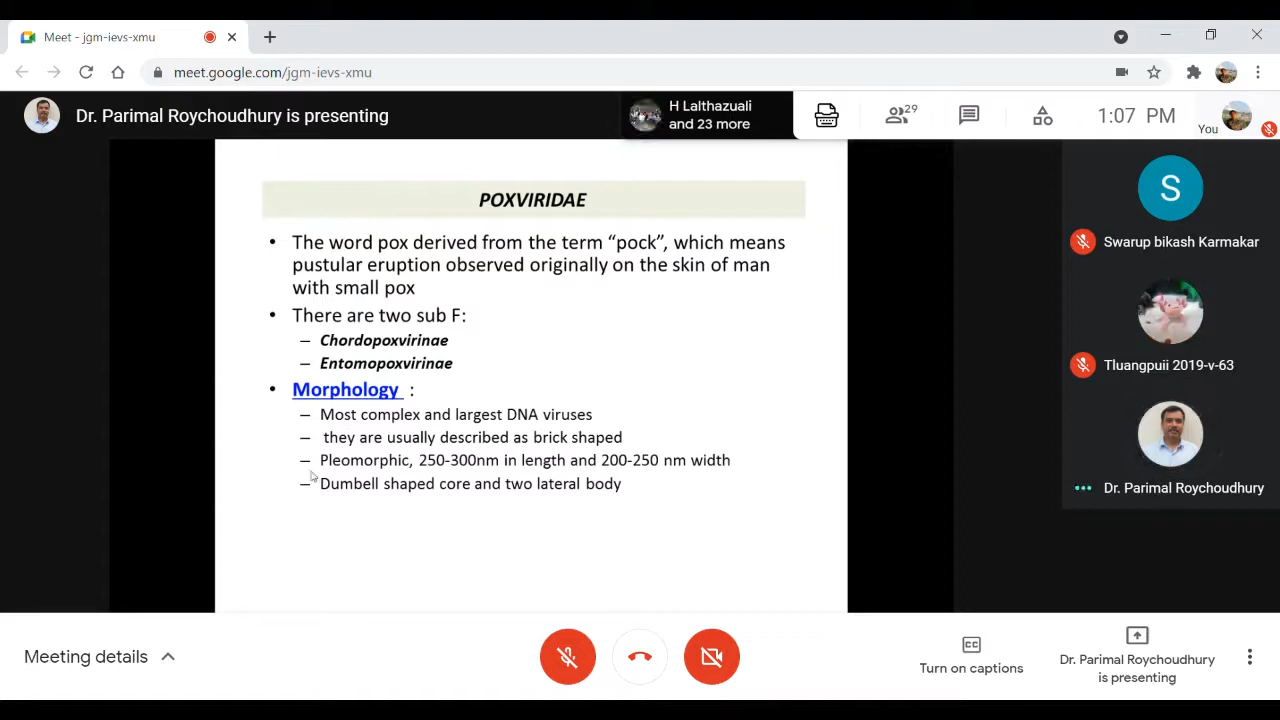 Meet - jgm-ievs-xmu
meet.google.com/jgm-ievs-xmu
Dr. Parimal Roychoudhury is presenting
H Lalthazuali
and 23 more
29
1:07 PM
You
POXVIRIDAE
• The word pox derived from the term “pock”, which means
pustular eruption observed originally on the skin of man
with small pox
• There are two sub F:
– Chordopoxvirinae
– Entomopoxvirinae
• Morphology :
– Most complex and largest DNA viruses
– they are usually described as brick shaped
– Pleomorphic, 250-300nm in length and 200-250 nm width
– Dumbell shaped core and two lateral body
S
Swarup bikash Karmakar
Tluangpuii 2019-v-63
Dr. Parimal Roychoudhury
Meeting details
CC
Turn on captions
Dr. Parimal Roychoudhury
is presenting